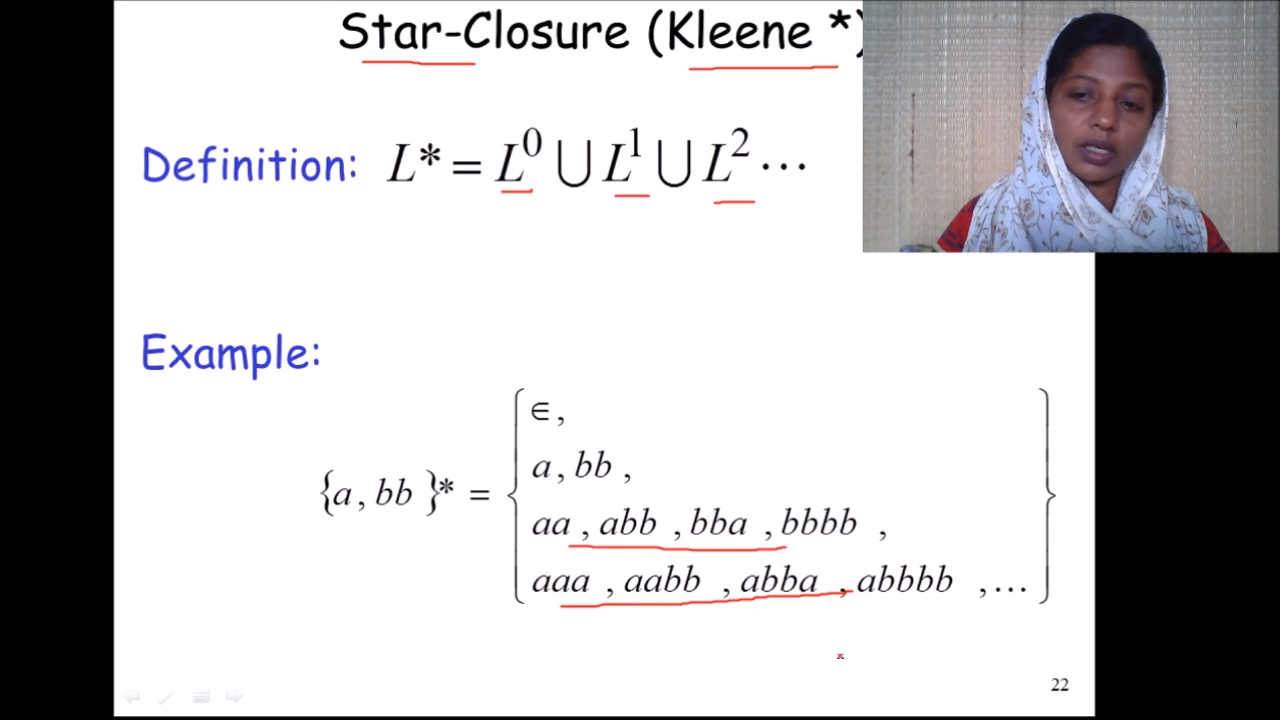 Star-Closure (Kleene *)
Definition: L* = L⁰ ∪ L¹ ∪ L² ⋯
Example:
{a, bb}* = {∈,
a, bb,
aa, abb, bba, bbbb,
aaa, aabb, abba, abbbb, …}
22